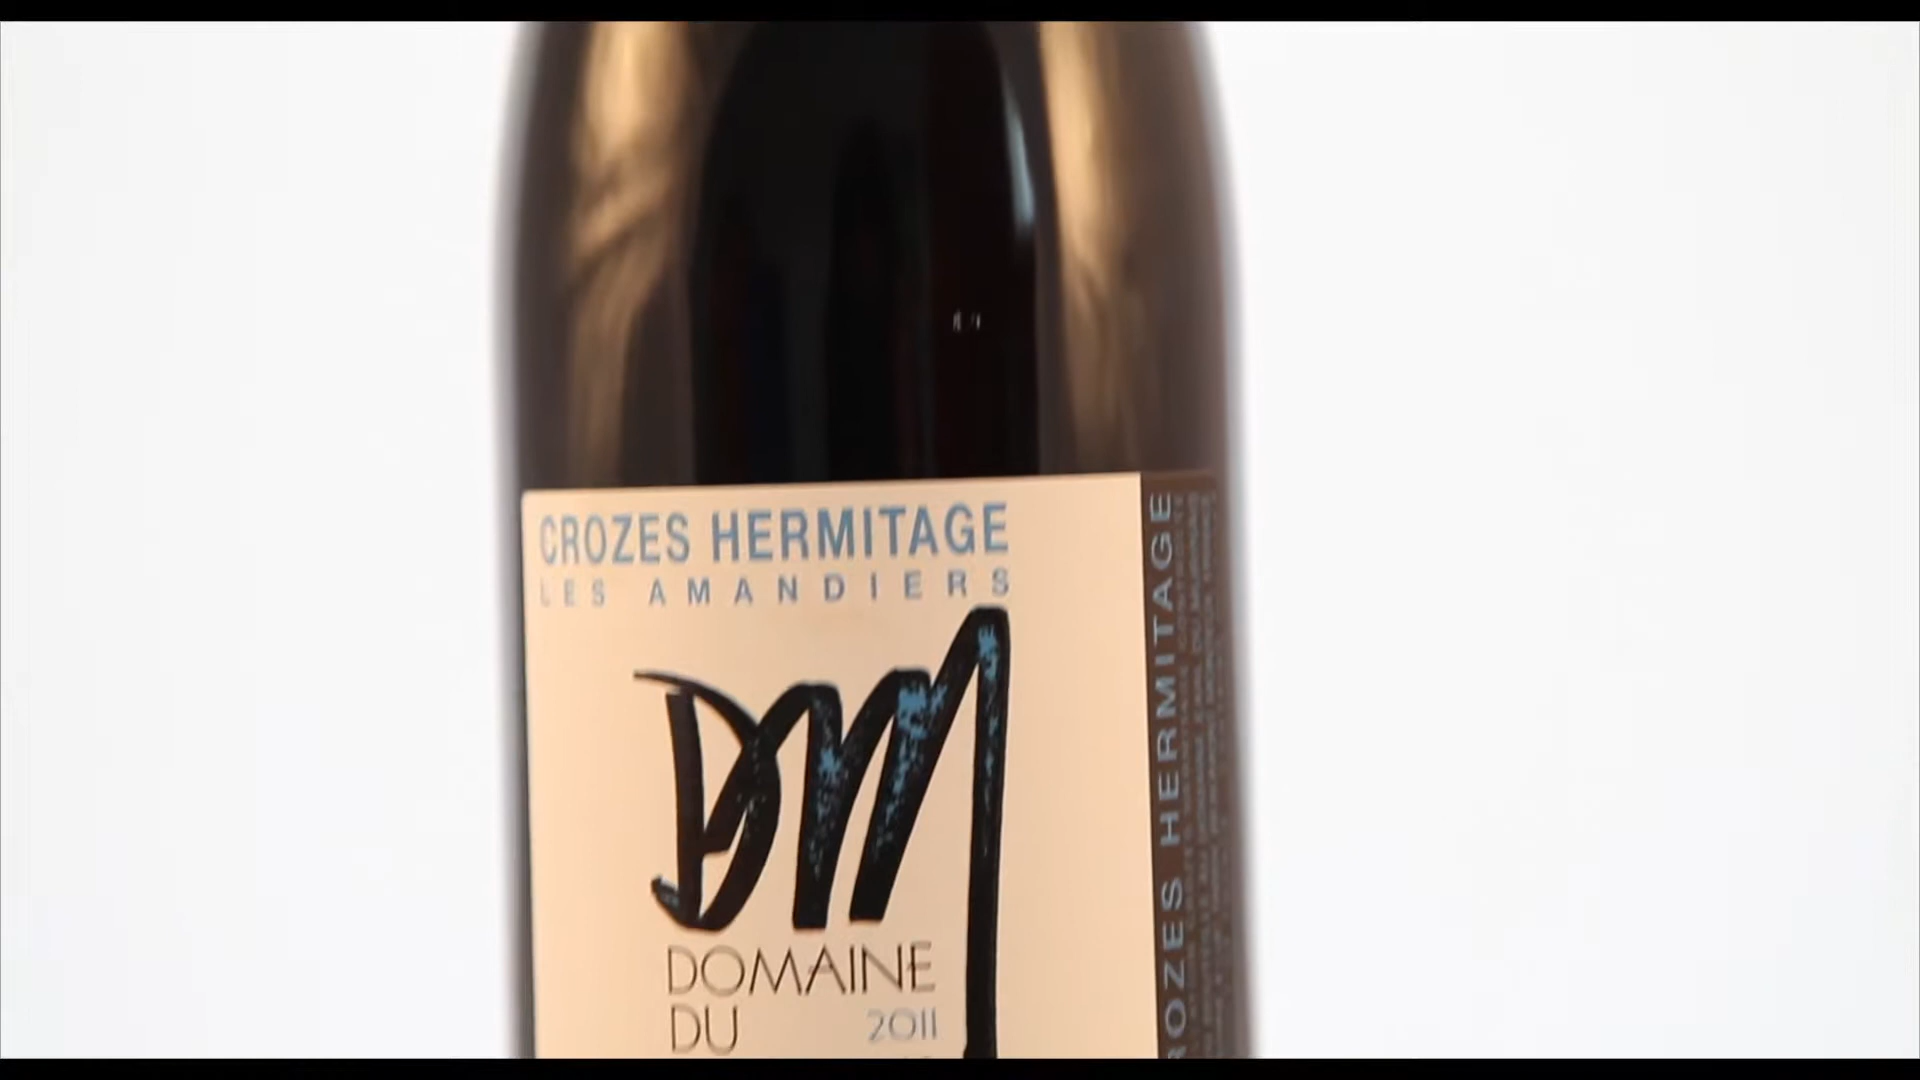 CROZES HERMITAGE
LES AMANDIERS
DM
DOMAINE
DU 2011
CROZES HERMITAGE